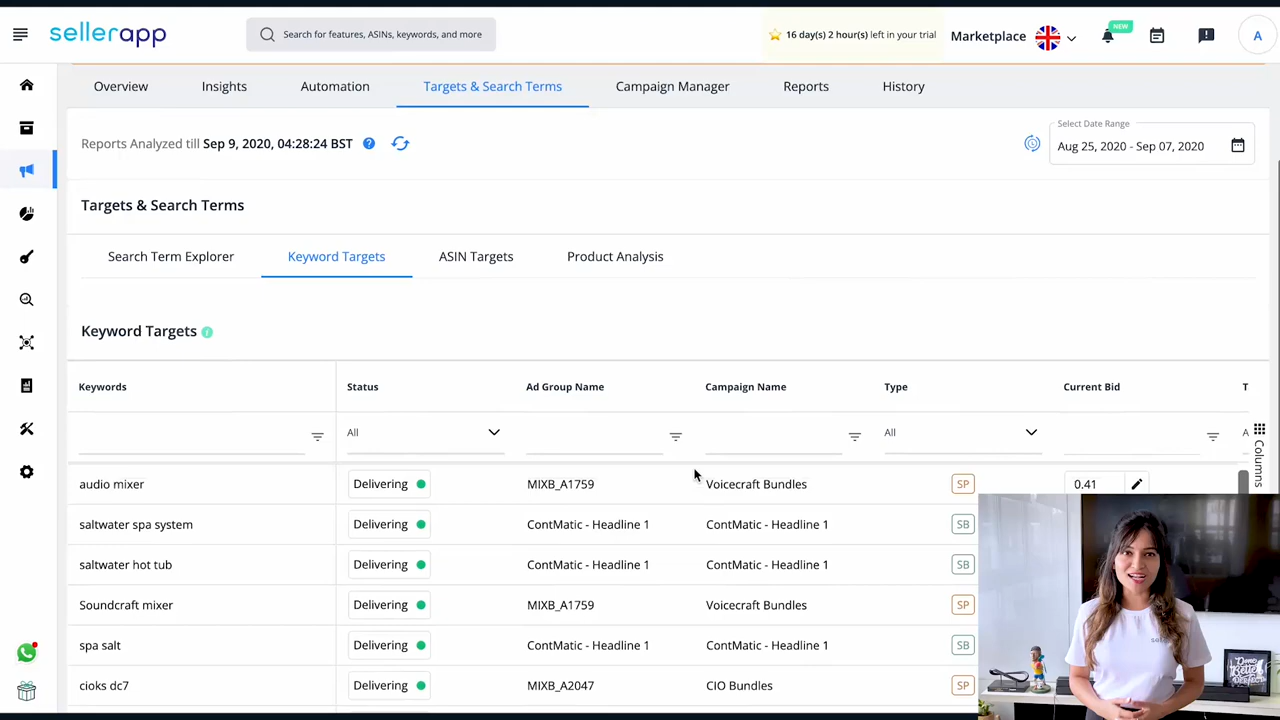 sellerapp
Search for features, ASINs, keywords, and more
16 day(s) 2 hour(s) left in your trial
Marketplace
NEW
A
Overview
Insights
Automation
Targets & Search Terms
Campaign Manager
Reports
History
Reports Analyzed till Sep 9, 2020, 04:28:24 BST
?
Select Date Range
Aug 25, 2020 - Sep 07, 2020
Targets & Search Terms
Search Term Explorer
Keyword Targets
ASIN Targets
Product Analysis
Keyword Targets i
Keywords
Status
Ad Group Name
Campaign Name
Type
Current Bid
T
All
All
A
Columns
audio mixer
Delivering
MIXB_A1759
Voicecraft Bundles
SP
0.41
saltwater spa system
Delivering
ContMatic - Headline 1
ContMatic - Headline 1
SB
saltwater hot tub
Delivering
ContMatic - Headline 1
ContMatic - Headline 1
SB
Soundcraft mixer
Delivering
MIXB_A1759
Voicecraft Bundles
SP
spa salt
Delivering
ContMatic - Headline 1
ContMatic - Headline 1
SB
cioks dc7
Delivering
MIXB_A2047
CIO Bundles
SP
Done
Better
Perfect